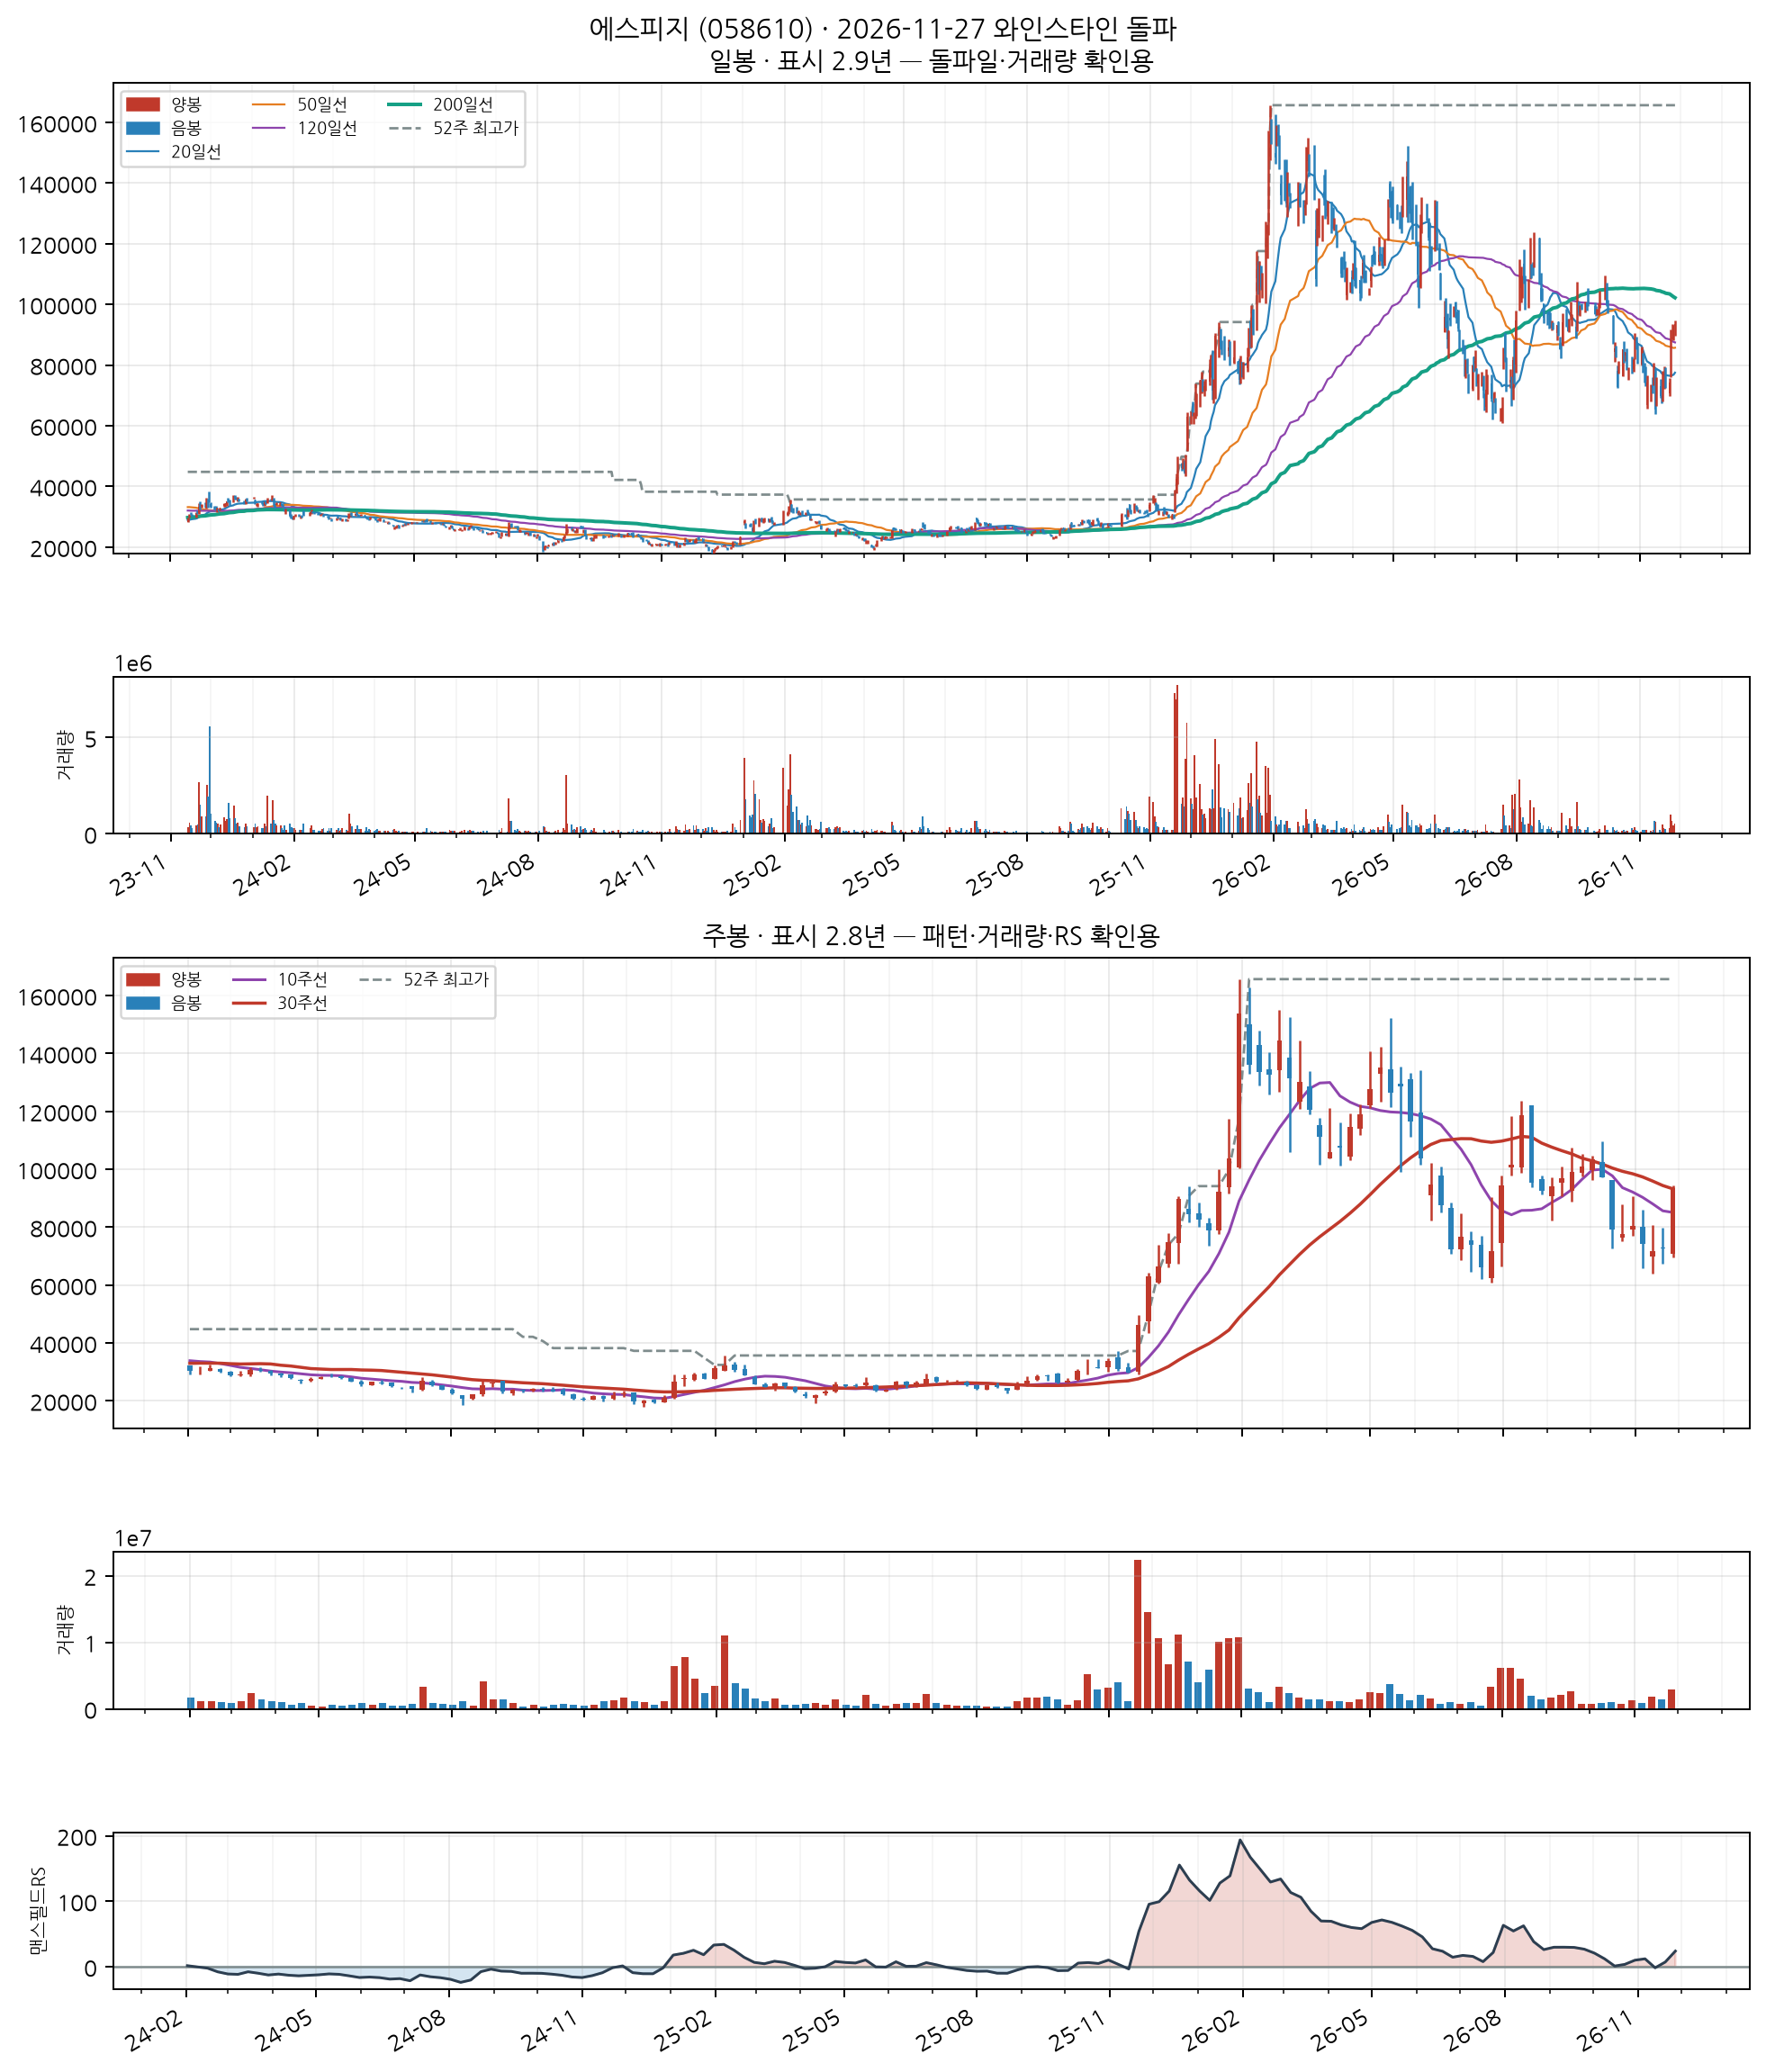 에스피지 (058610) · 2026-11-27 와인스타인 돌파
일봉 · 표시 2.9년 — 돌파일·거래량 확인용
양봉
음봉
20일선
50일선
120일선
200일선
52주 최고가
160000
140000
120000
100000
80000
60000
40000
20000
1e6
거래량
5
0
23-11
24-02
24-05
24-08
24-11
25-02
25-05
25-08
25-11
26-02
26-05
26-08
26-11
주봉 · 표시 2.8년 — 패턴·거래량·RS 확인용
양봉
음봉
10주선
30주선
52주 최고가
160000
140000
120000
100000
80000
60000
40000
20000
1e7
거래량
2
1
0
맨스필드RS
200
100
0
24-02
24-05
24-08
24-11
25-02
25-05
25-08
25-11
26-02
26-05
26-08
26-11